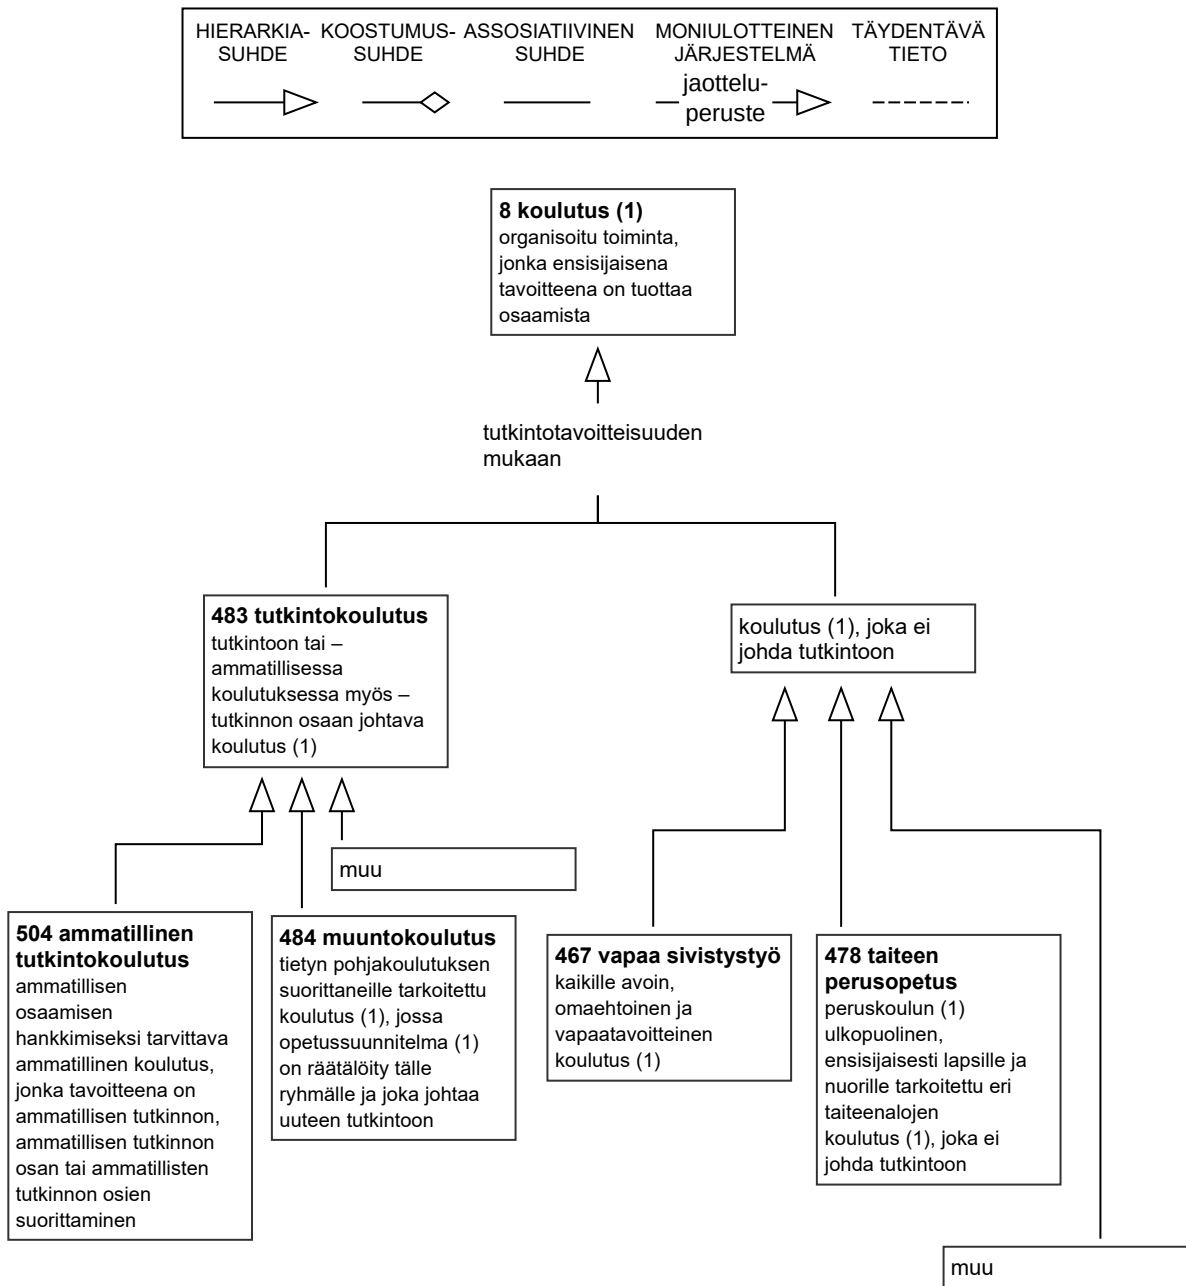 HIERARKIA-
SUHDE
KOOSTUMUS-
SUHDE
ASSOSIATIIVINEN
SUHDE
MONIULOTTEINEN
JÄRJESTELMÄ
TÄYDENTÄVÄ
TIETO
jaottelu-
peruste
8 koulutus (1)
organisoitu toiminta,
jonka ensisijaisena
tavoitteena on tuottaa
osaamista
tutkintotavoitteisuuden
mukaan
483 tutkintokoulutus
tutkintoon tai –
ammatillisessa
koulutuksessa myös –
tutkinnon osaan johtava
koulutus (1)
koulutus (1), joka ei
johda tutkintoon
muu
504 ammatillinen
tutkintokoulutus
ammatillisen
osaamisen
hankkimiseksi tarvittava
ammatillinen koulutus,
jonka tavoitteena on
ammatillisen tutkinnon,
ammatillisen tutkinnon
osan tai ammatillisten
tutkinnon osien
suorittaminen
484 muuntokoulutus
tietyn pohjakoulutuksen
suorittaneille tarkoitettu
koulutus (1), jossa
opetussuunnitelma (1)
on räätälöity tälle
ryhmälle ja joka johtaa
uuteen tutkintoon
467 vapaa sivistystyö
kaikille avoin,
omaehtoinen ja
vapaatavoitteinen
koulutus (1)
478 taiteen
perusopetus
peruskoulun (1)
ulkopuolinen,
ensisijaisesti lapsille ja
nuorille tarkoitettu eri
taiteenalojen
koulutus (1), joka ei
johda tutkintoon
muu